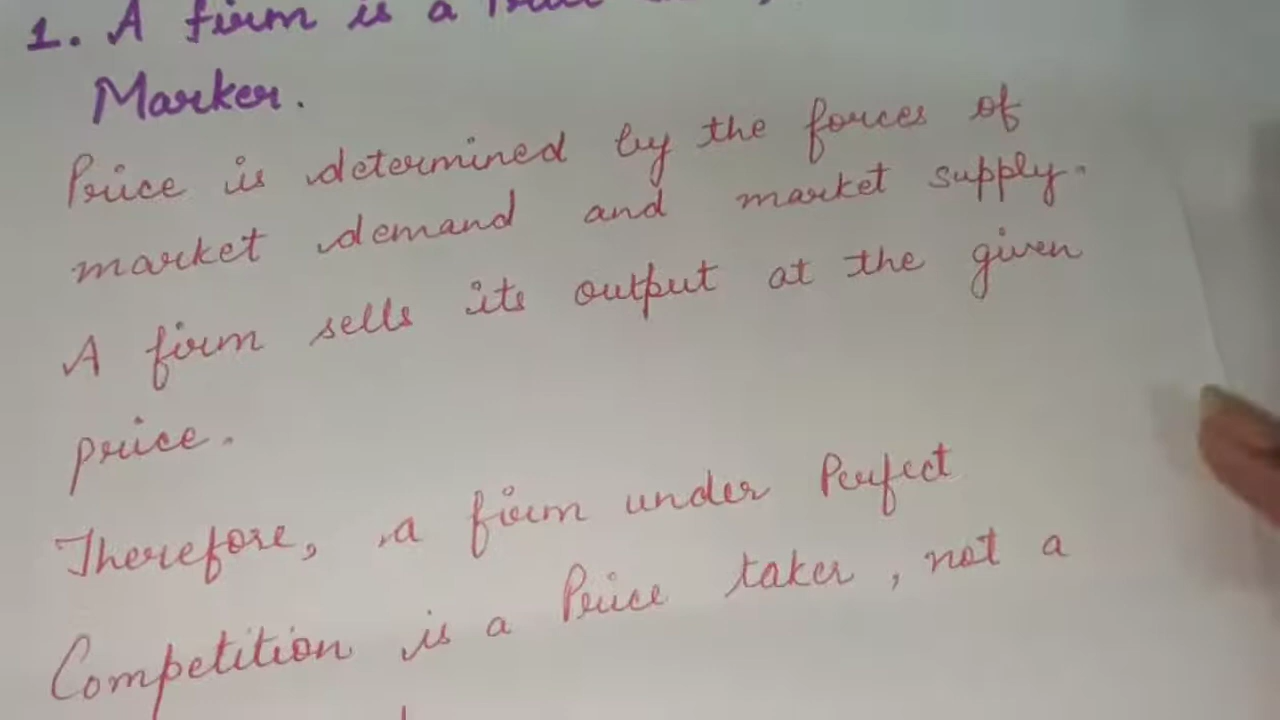 1. A firm is a
Marker.
Price is determined by the forces of
market demand and market supply.
A firm sells its output at the given
price.
Therefore, a firm under Perfect
Competition is a Price taker, not a